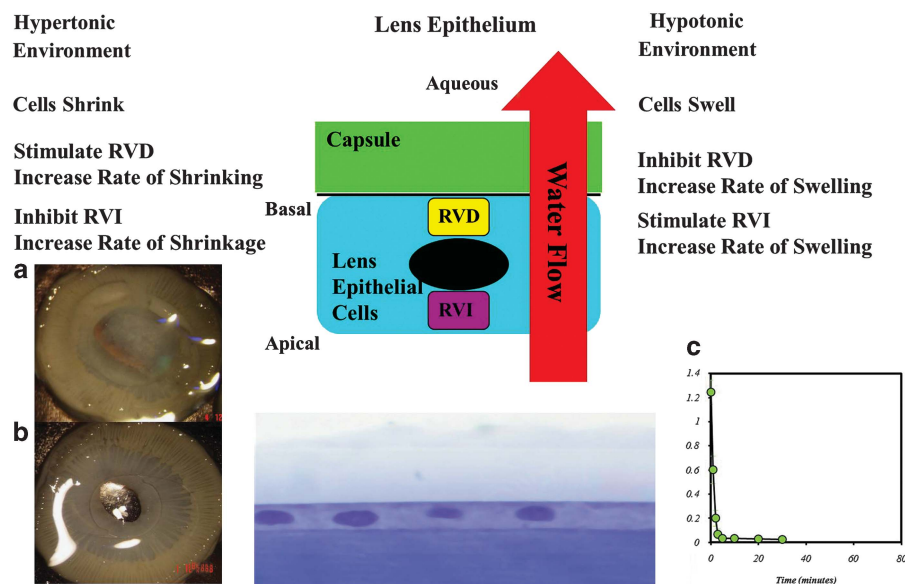 Hypertonic
Environment
Cells Shrink
Stimulate RVD
Increase Rate of Shrinking
Inhibit RVI
Increase Rate of Shrinkage
Lens Epithelium
Aqueous
Capsule
Basal
RVD
Lens
Epithelial
Cells
RVI
Apical
Water Flow
Hypotonic
Environment
Cells Swell
Inhibit RVD
Increase Rate of Swelling
Stimulate RVI
Increase Rate of Swelling
a
b
c
1.4
1.2
1
0.8
0.6
0.4
0.2
0
0
20
40
60
80
Time (minutes)